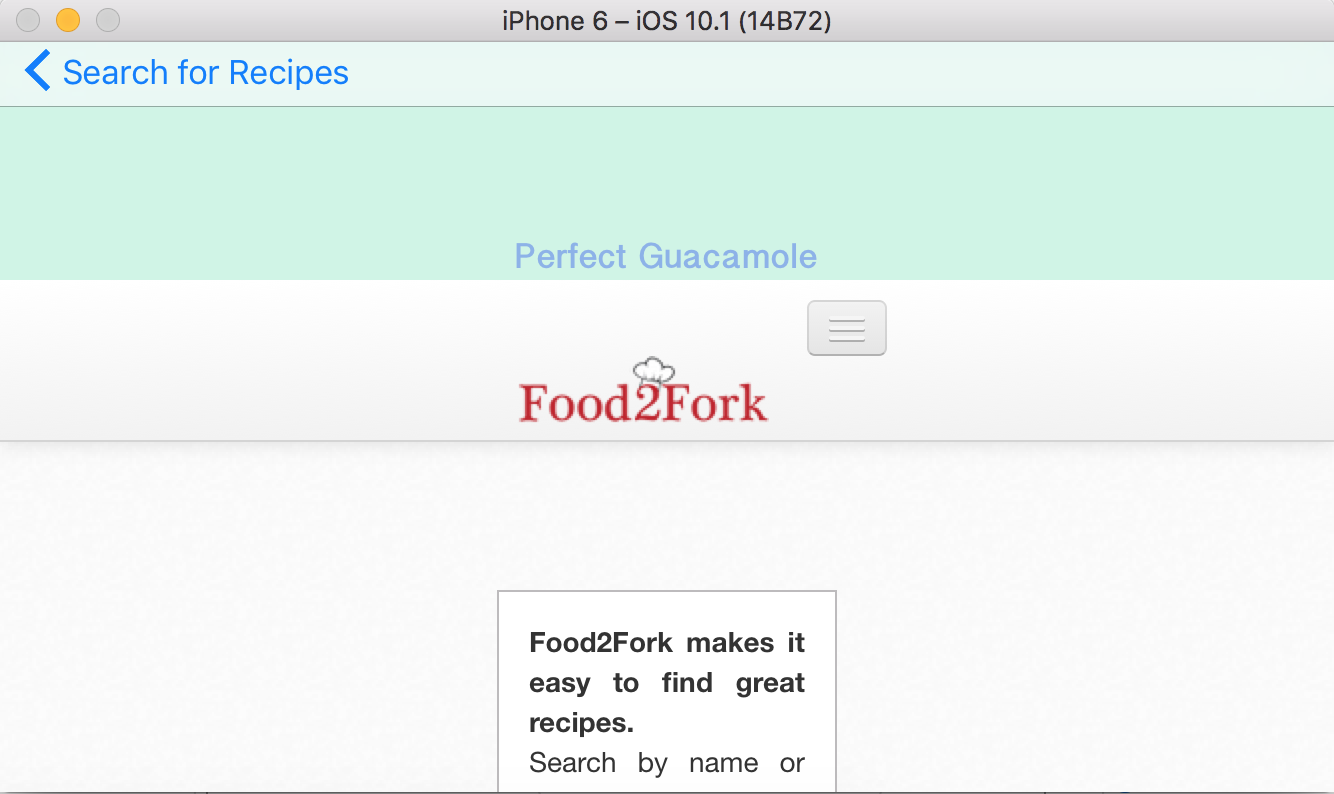 iPhone 6 – iOS 10.1 (14B72)
Search for Recipes
Perfect Guacamole
Food2Fork
Food2Fork makes it
easy to find great
recipes.
Search by name or